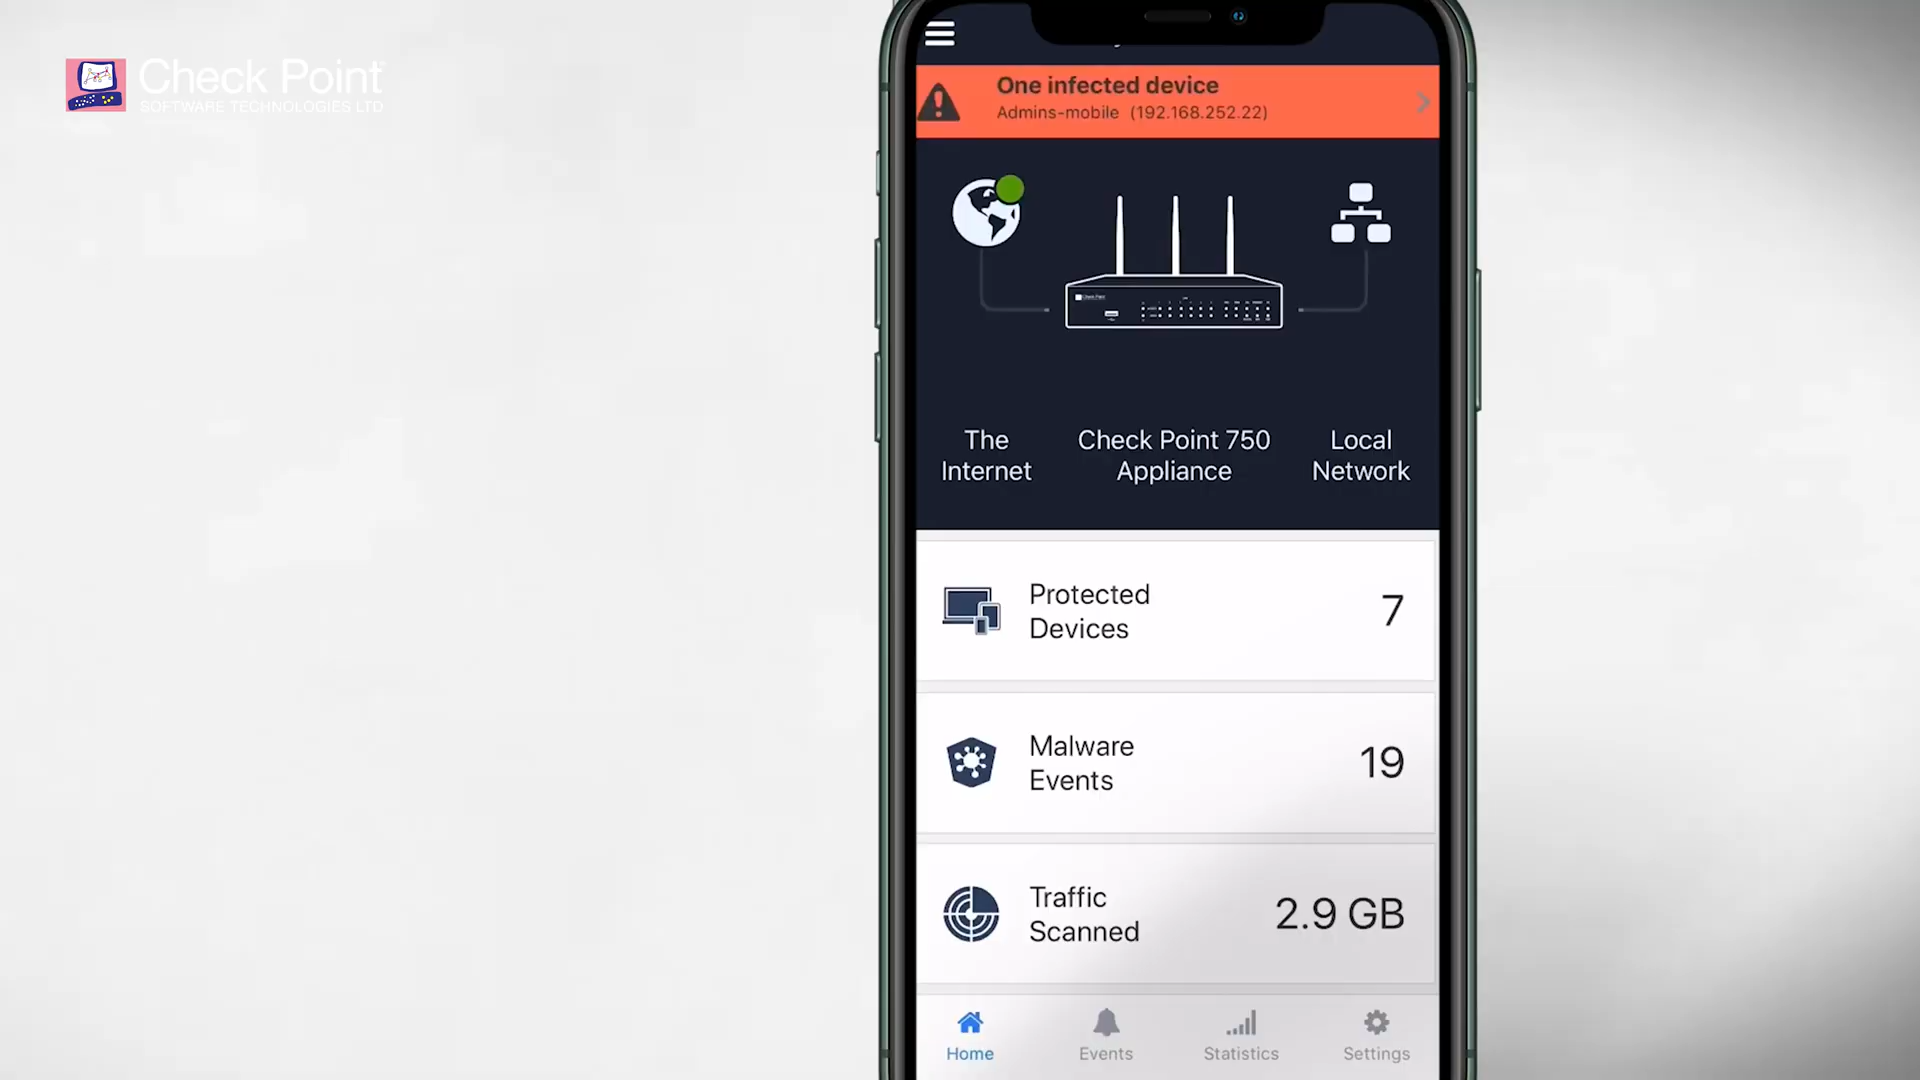 Check Point
SOFTWARE TECHNOLOGIES LTD
One infected device
Admins-mobile (192.168.252.22)
The
Internet
Check Point 750
Appliance
Local
Network
Protected
Devices
7
Malware
Events
19
Traffic
Scanned
2.9 GB
Home
Events
Statistics
Settings